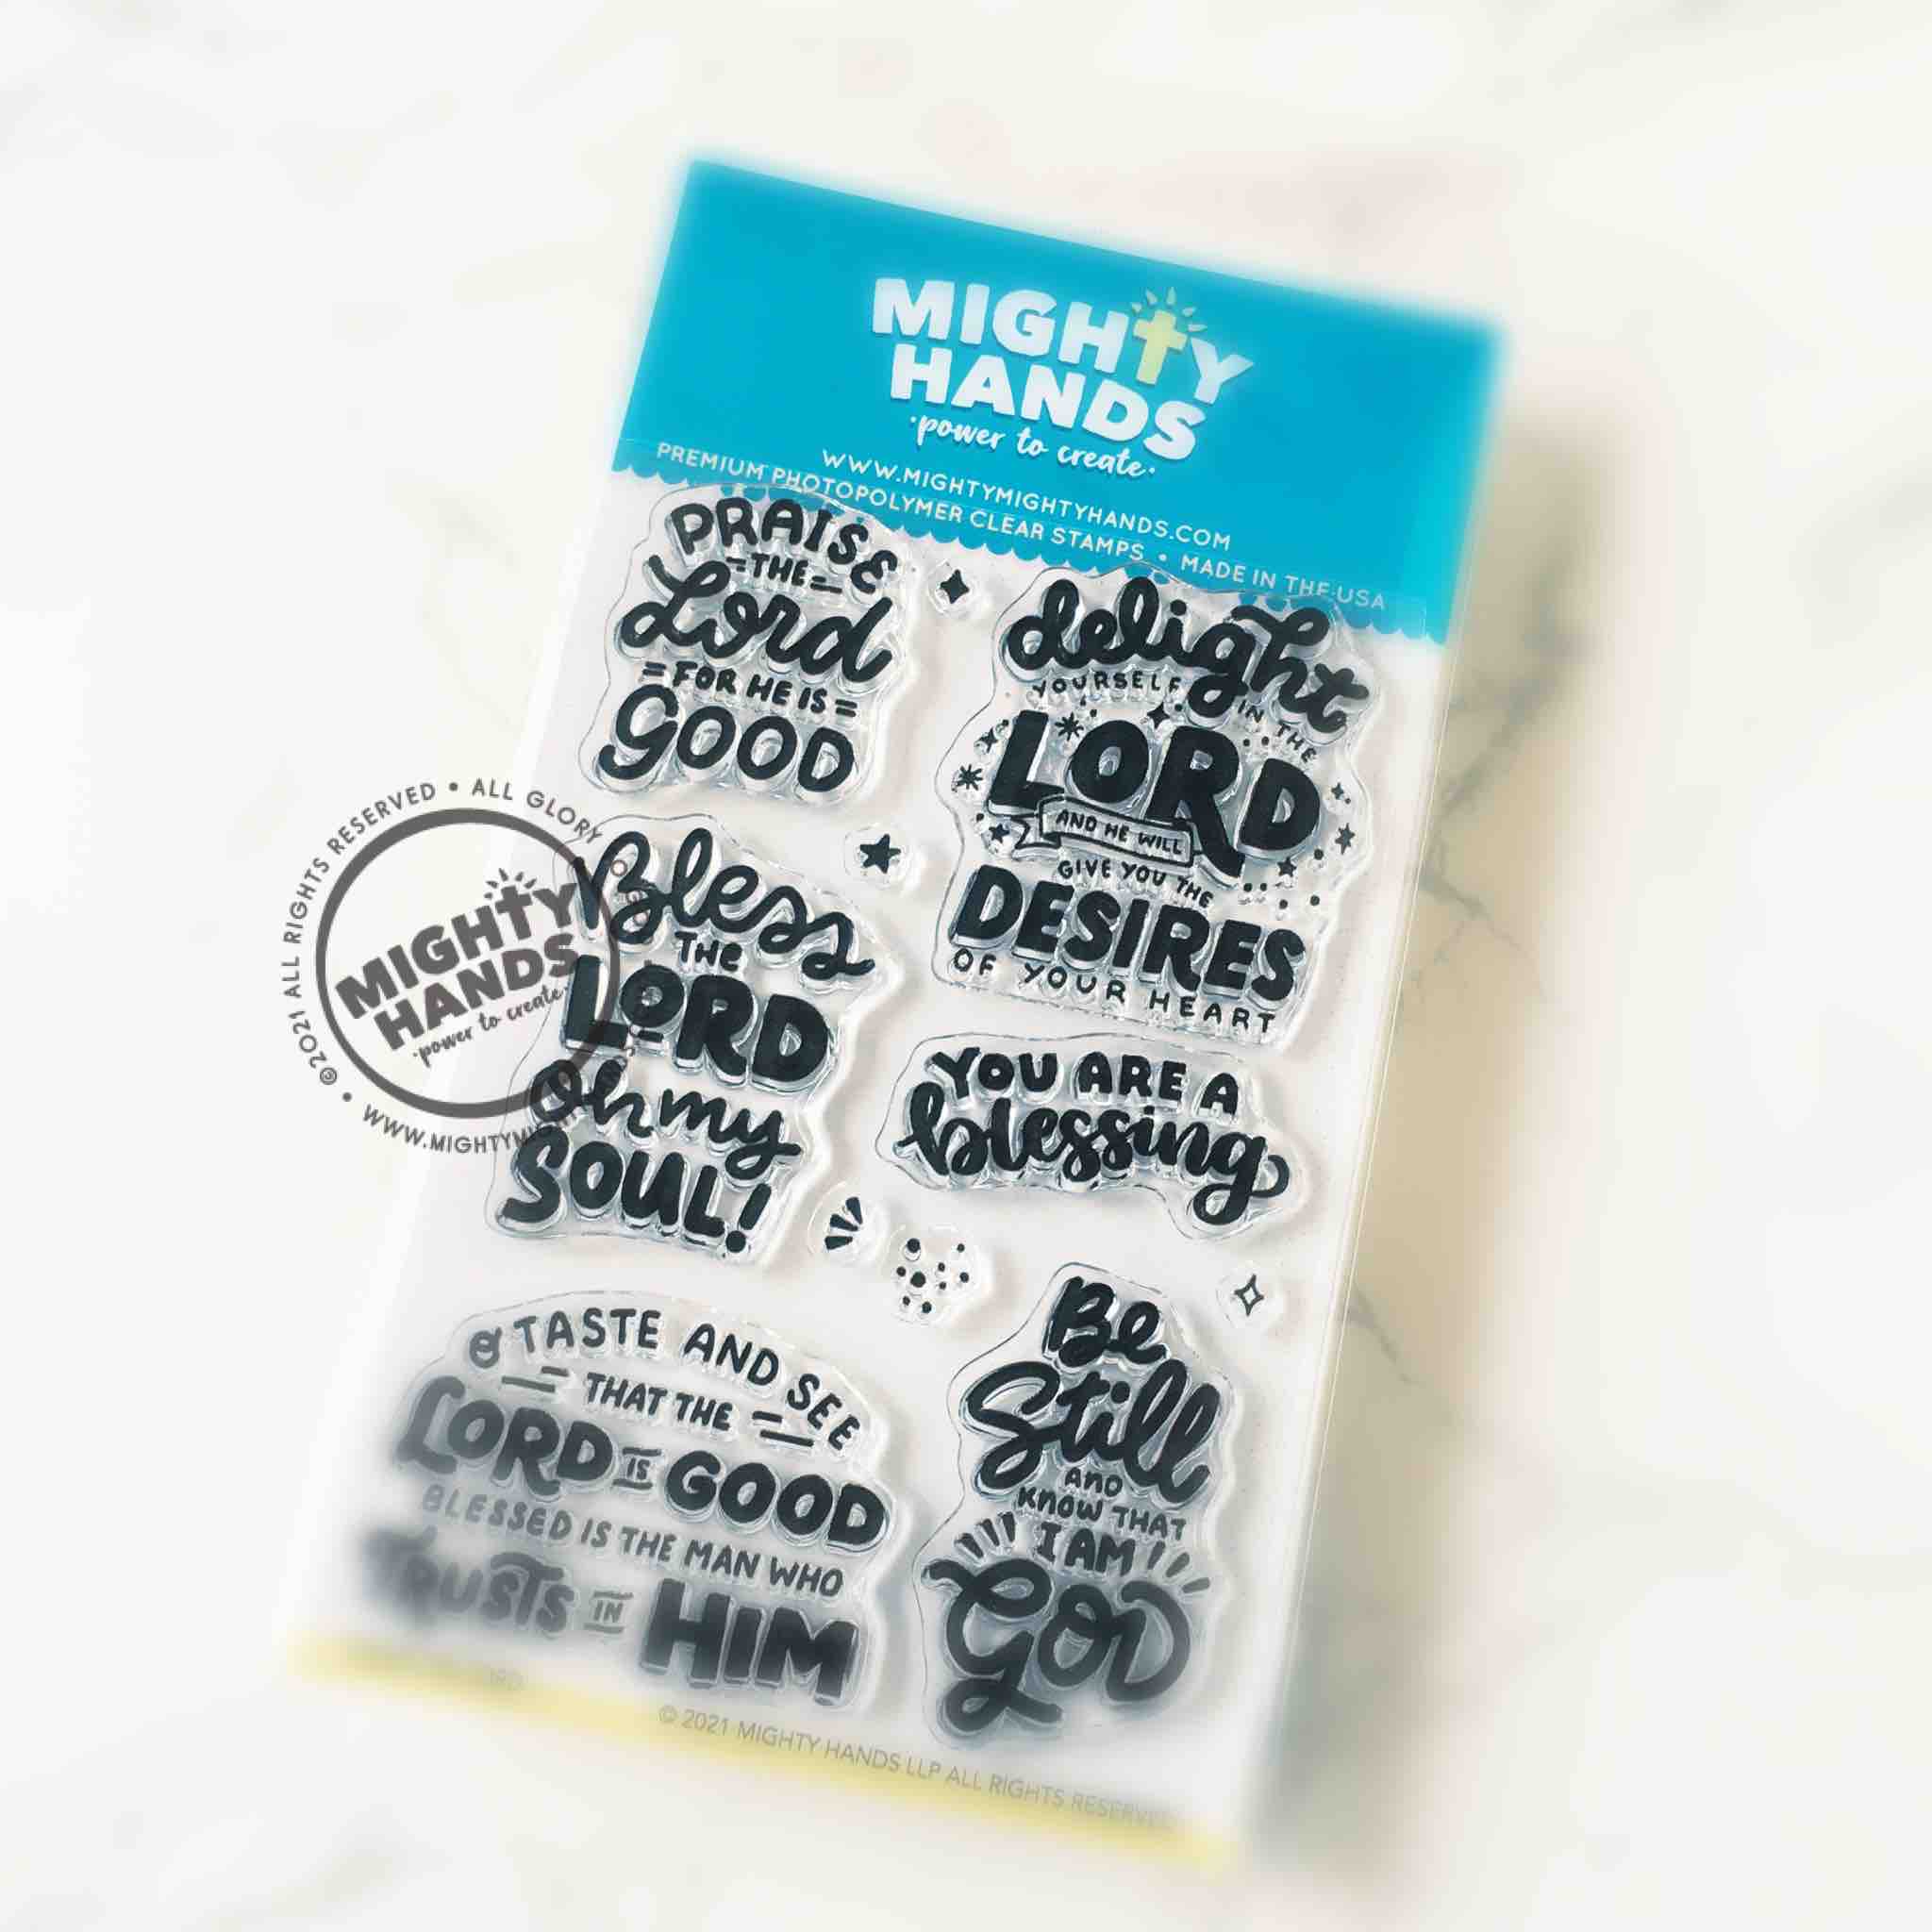 MIGHTY
HANDS
·power to create·
WWW.MIGHTYMIGHTYHANDS.COM
PREMIUM PHOTOPOLYMER CLEAR STAMPS • MADE IN THE USA
PRAISE
THE
Lord
FOR HE IS
GOOD
delight
YOURSELF IN THE
LORD
AND HE WILL
GIVE YOU THE
DESIRES
OF YOUR HEART
Bless
THE
LORD
Oh my
SOUL!
YOU ARE A
blessing
O TASTE AND SEE
THAT THE
LORD IS GOOD
BLESSED IS THE MAN WHO
TRUSTS IN HIM
Be
Still
AND
KNOW THAT
I AM
GOD
© 2021 MIGHTY HANDS LLP ALL RIGHTS
©2021 ALL RIGHTS RESERVED • ALL GLORY
MIGHTY
HANDS
·power to create·